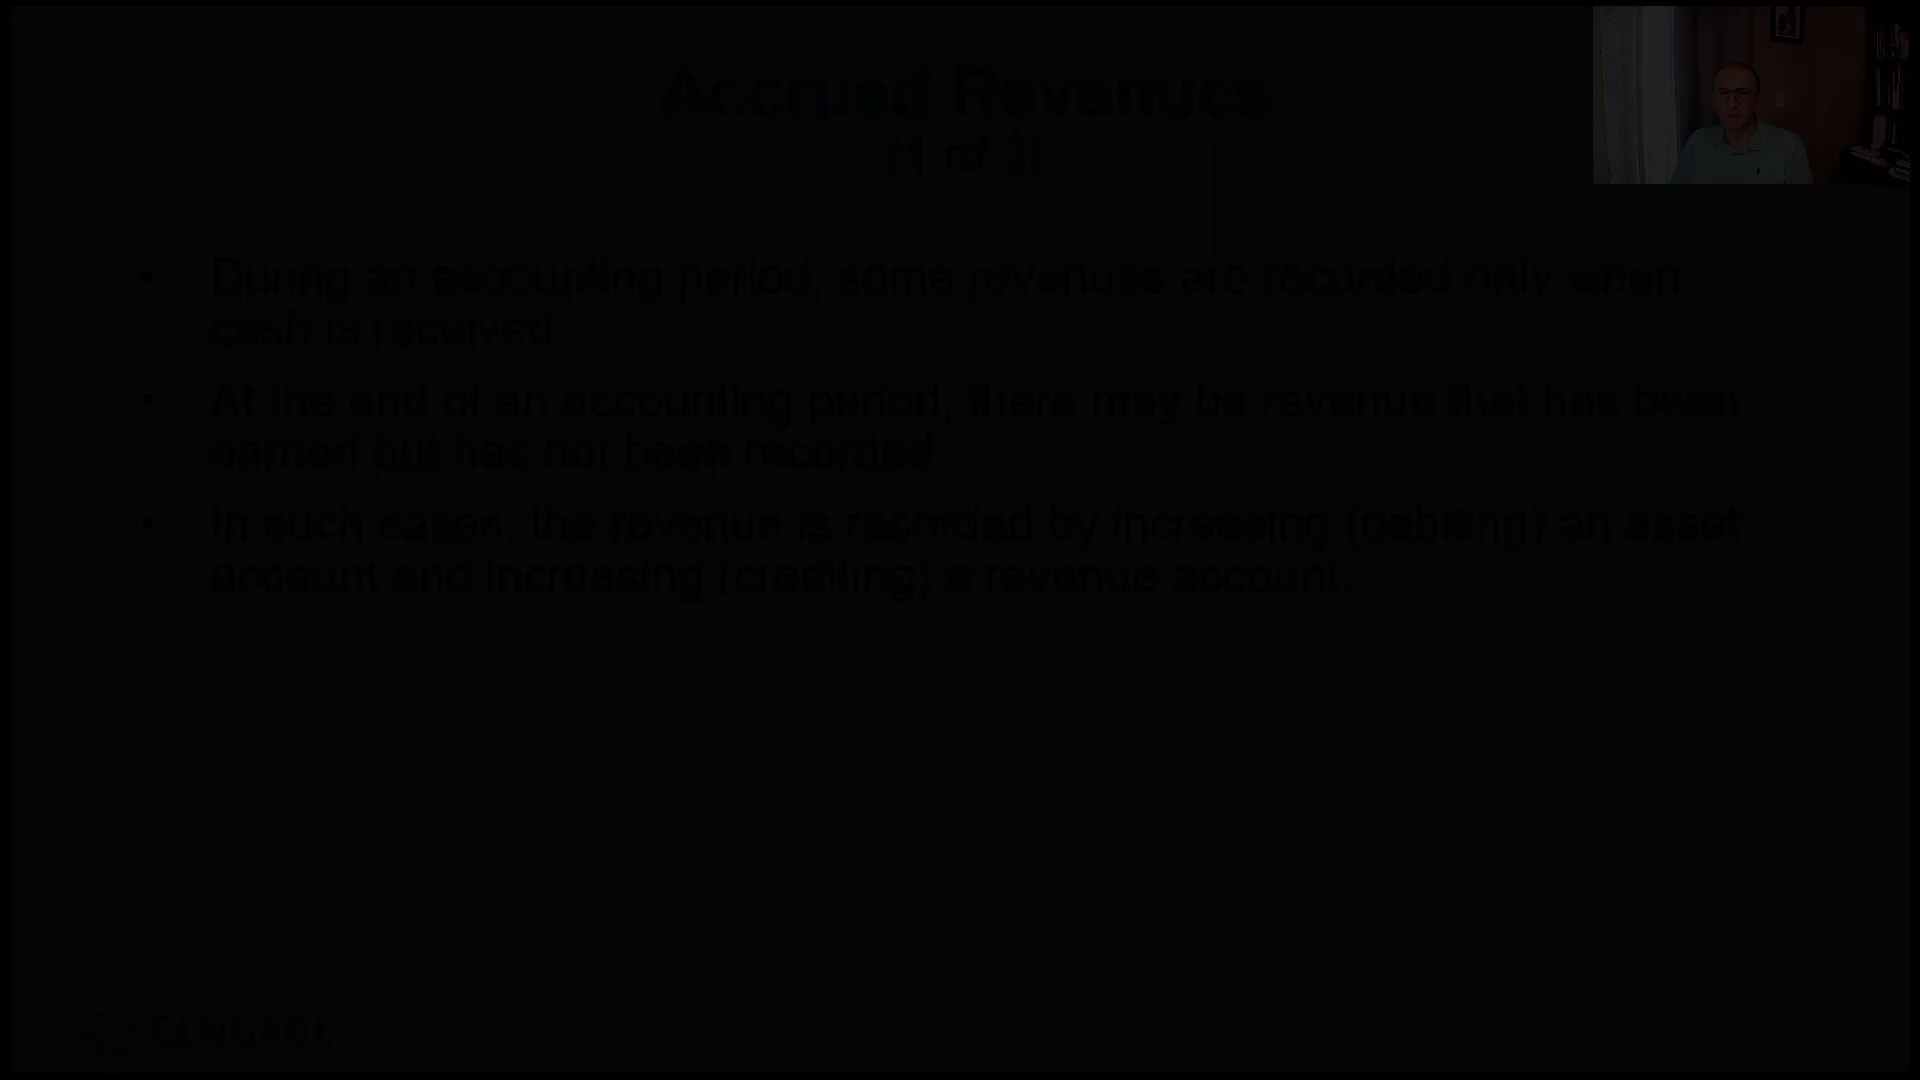 Accrued Revenues
(1 of 3)
• During an accounting period, some revenues are recorded only when
cash is received.
• At the end of an accounting period, there may be revenue that has been
earned but has not been recorded.
• In such cases, the revenue is recorded by increasing (debiting) an asset
account and increasing (crediting) a revenue account.
CENGAGE